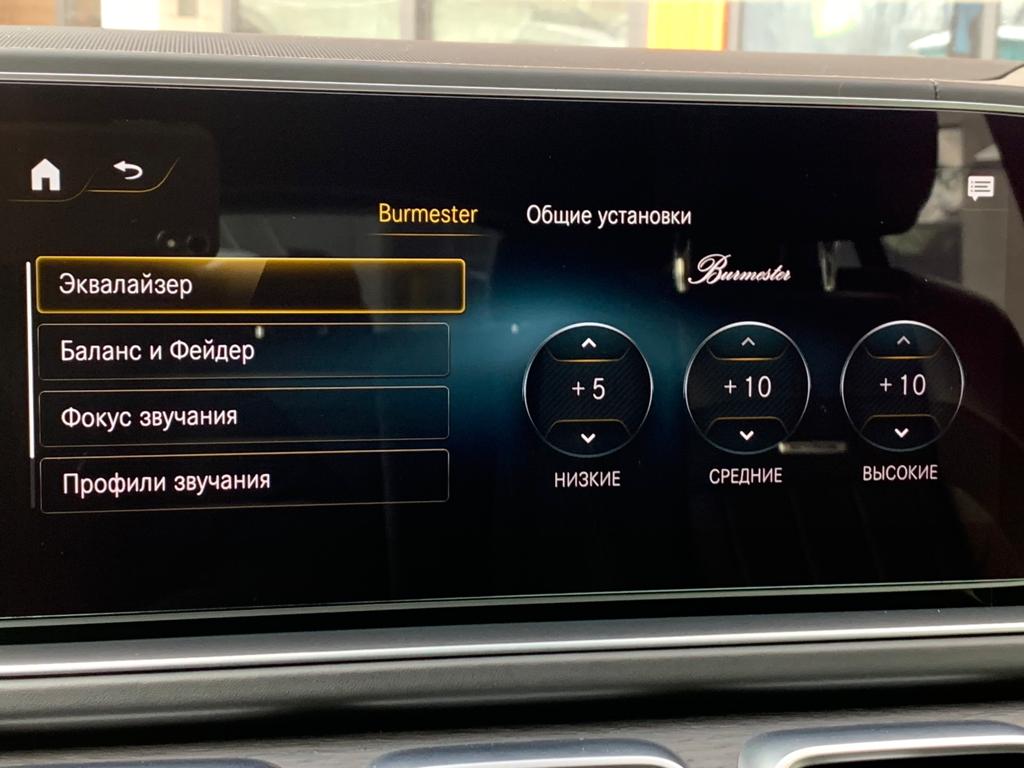 Burmester
Общие установки
Burmester
Эквалайзер
Баланс и Фейдер
Фокус звучания
Профили звучания
+ 5
+ 10
+ 10
НИЗКИЕ
СРЕДНИЕ
ВЫСОКИЕ